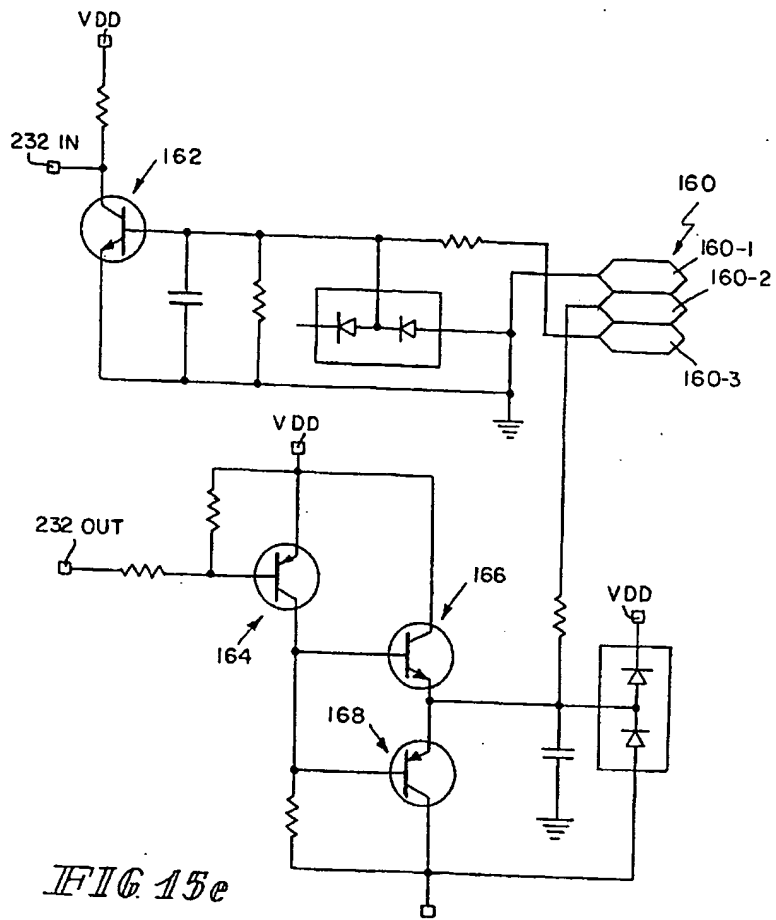 VDD
232 IN
162
160
160-1
160-2
160-3
VDD
232 OUT
166
VDD
164
168
FIG. 15e